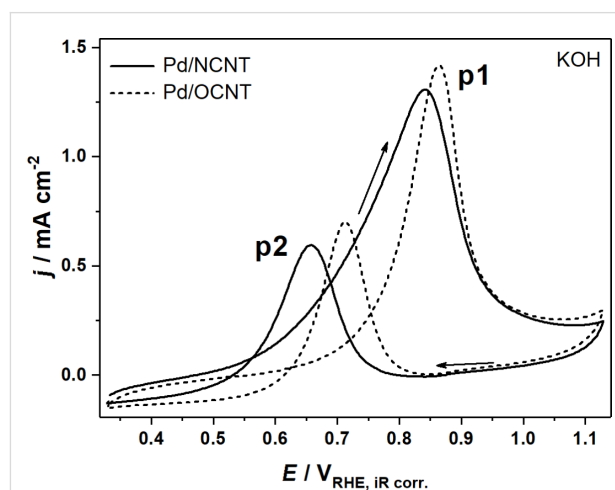 1.5
Pd/NCNT
KOH
Pd/OCNT
p1
1.0
j / mA cm⁻²
p2
0.5
0.0
0.4 0.5 0.6 0.7 0.8 0.9 1.0 1.1
E / V_RHE, iR corr.